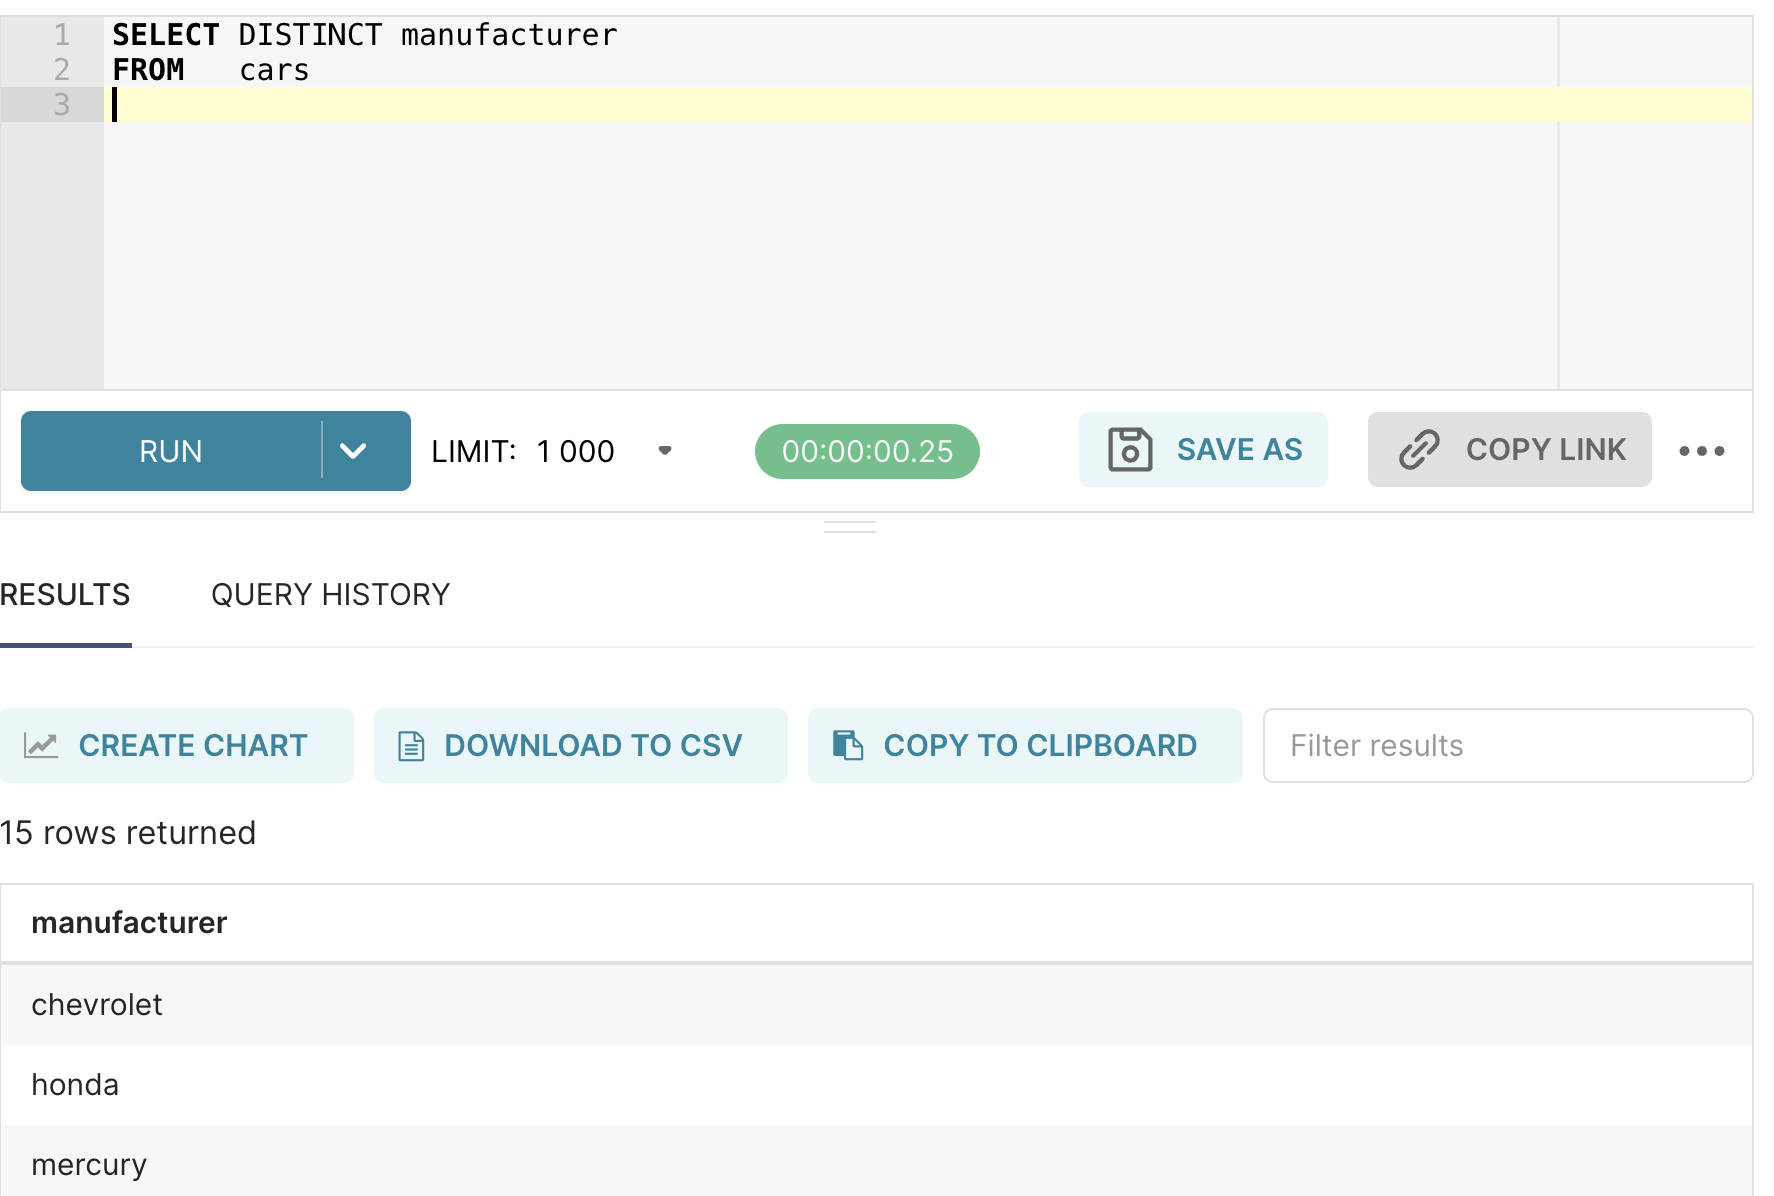 1 SELECT DISTINCT manufacturer
2 FROM   cars
3
RUN LIMIT: 1 000 00:00:00.25 SAVE AS COPY LINK
RESULTS QUERY HISTORY
CREATE CHART DOWNLOAD TO CSV COPY TO CLIPBOARD Filter results
15 rows returned
manufacturer
chevrolet
honda
mercury